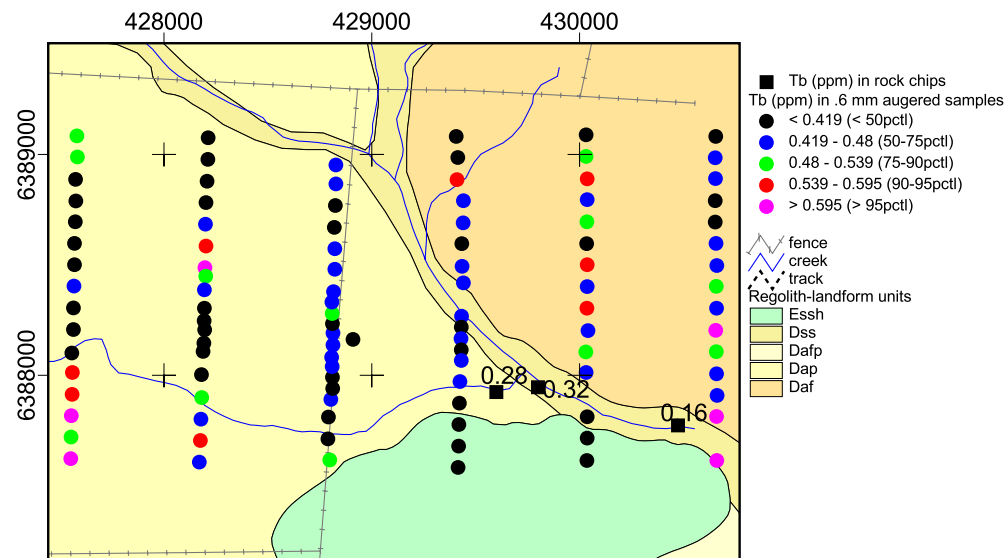 428000 429000 430000
6389000
6388000
0.28
0.32
0.16
Tb (ppm) in rock chips
Tb (ppm) in .6 mm augered samples
< 0.419 (< 50pctl)
0.419 - 0.48 (50-75pctl)
0.48 - 0.539 (75-90pctl)
0.539 - 0.595 (90-95pctl)
> 0.595 (> 95pctl)
fence
creek
track
Regolith-landform units
Essh
Dss
Dafp
Dap
Daf